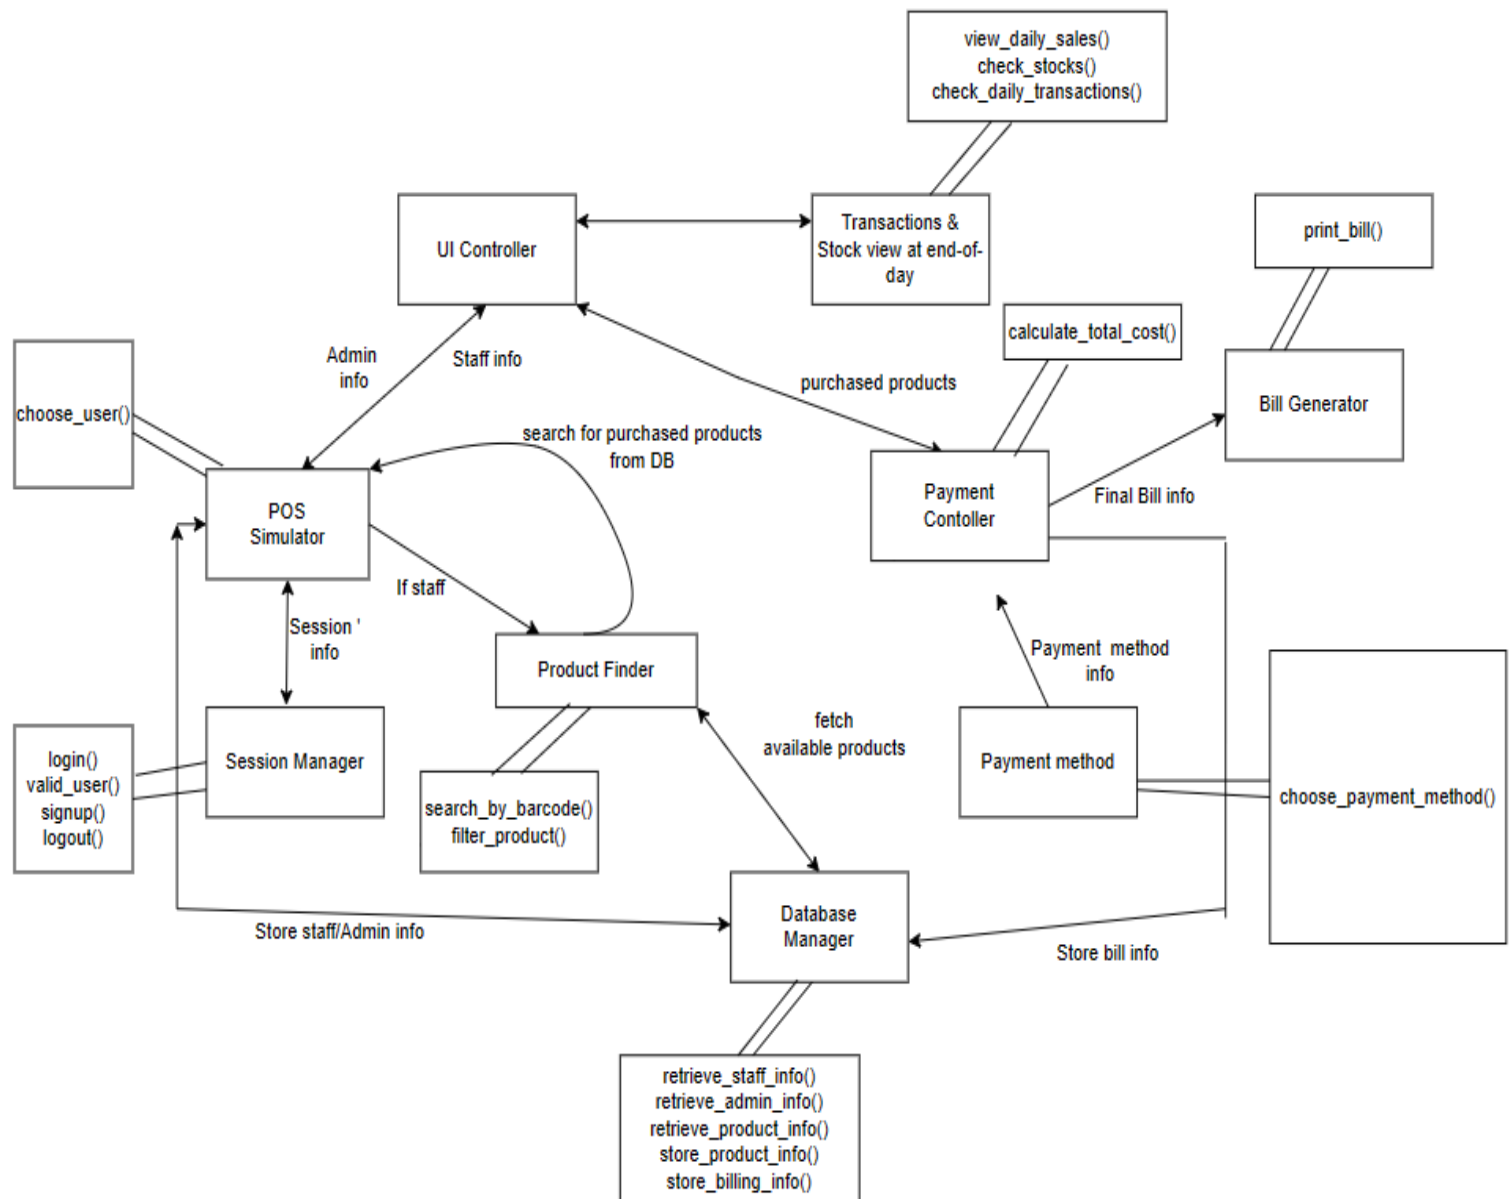 view_daily_sales()
check_stocks()
check_daily_transactions()
UI Controller
Transactions &
Stock view at end-of-
day
print_bill()
calculate_total_cost()
Admin
info
Staff info
purchased products
Bill Generator
choose_user()
search for purchased products
from DB
POS
Simulator
Payment
Contoller
Final Bill info
If staff
Session '
info
Product Finder
Payment method
info
fetch
available products
login()
valid_user()
signup()
logout()
Session Manager
Payment method
choose_payment_method()
search_by_barcode()
filter_product()
Store staff/Admin info
Database
Manager
Store bill info
retrieve_staff_info()
retrieve_admin_info()
retrieve_product_info()
store_product_info()
store_billing_info()